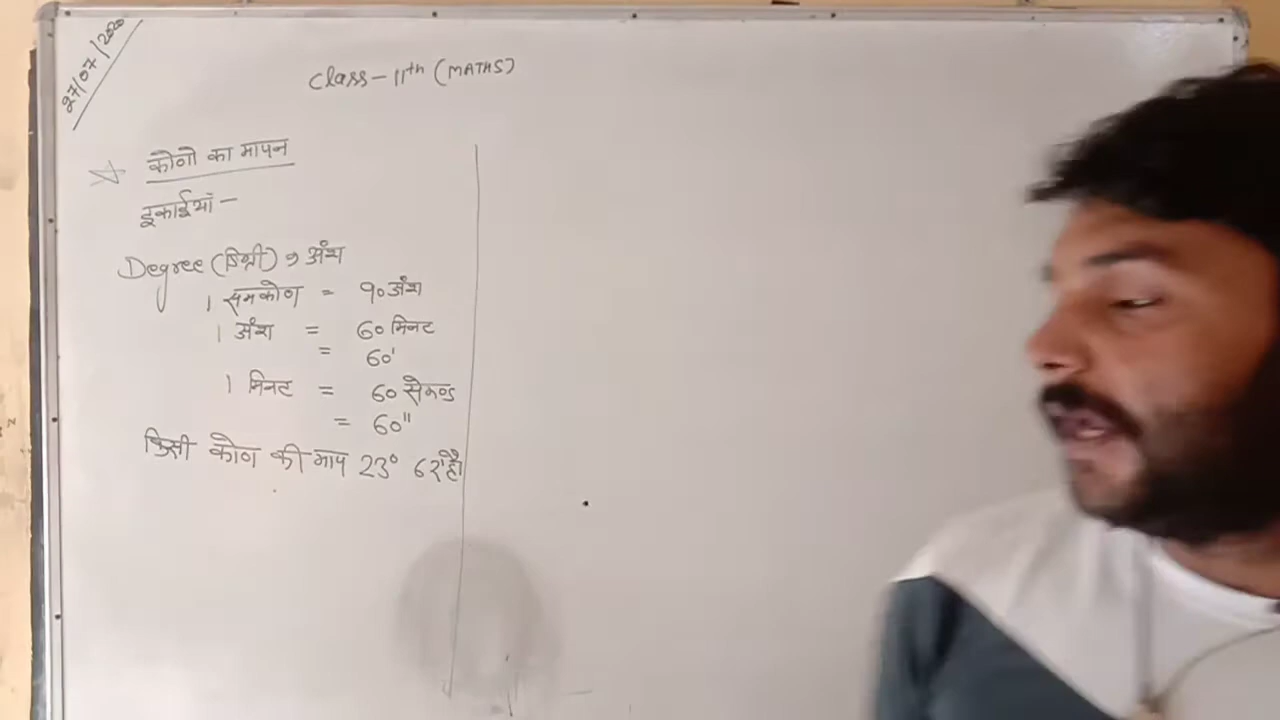 27/07/2020
Class-11th (MATHS)
कोणों का मापन
इकाईयाँ -
Degree (डिग्री) , अंश
1 समकोण = 90 अंश
1 अंश = 60 मिनट
= 60'
1 मिनट = 60 सेकण्ड
= 60"
किसी कोण की माप 23° 62' है